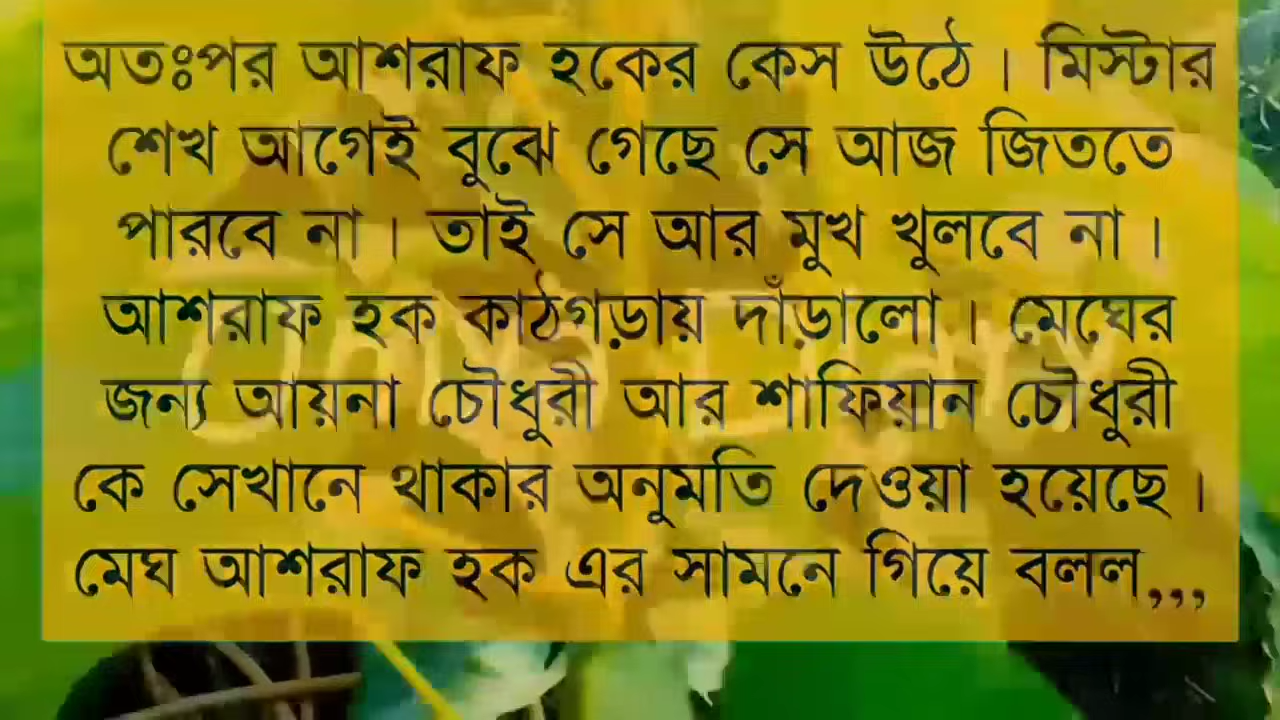 অতঃপর আশরাফ হকের কেস উঠে । মিস্টার
শেখ আগেই বুঝে গেছে সে আজ জিততে
পারবে না । তাই সে আর মুখ খুলবে না ।
আশরাফ হক কাঠগড়ায় দাঁড়ালো । মেঘের
জন্য আয়না চৌধুরী আর শাফিয়ান চৌধুরী
কে সেখানে থাকার অনুমতি দেওয়া হয়েছে ।
মেঘ আশরাফ হক এর সামনে গিয়ে বলল,,,